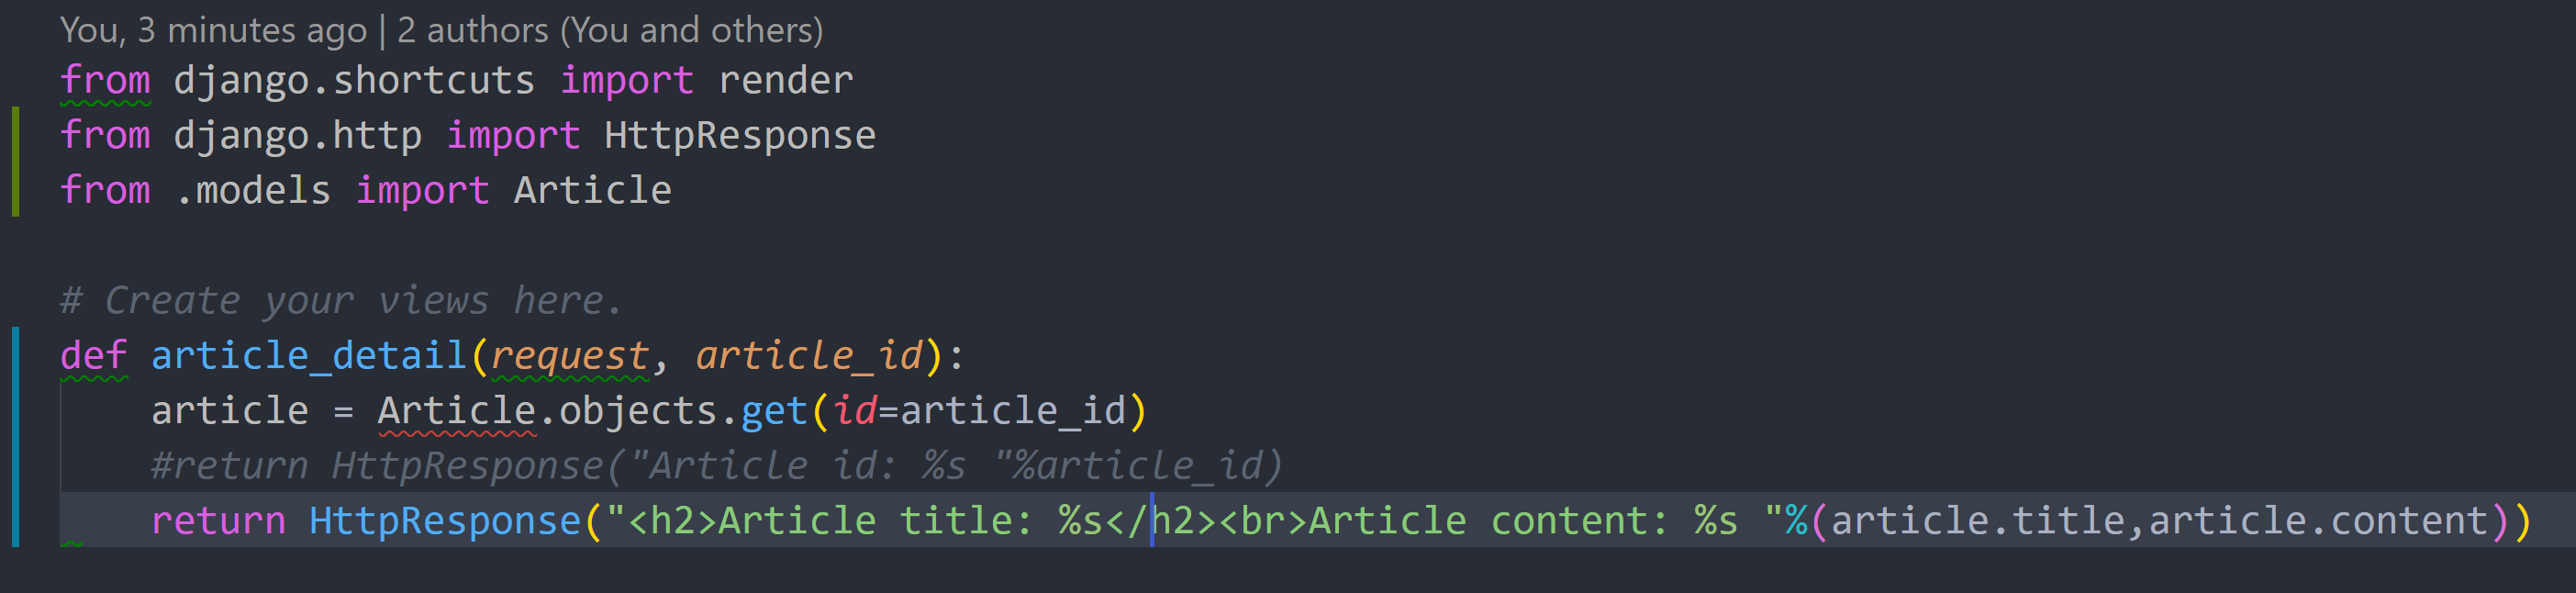 You, 3 minutes ago | 2 authors (You and others)
from django.shortcuts import render
from django.http import HttpResponse
from .models import Article
# Create your views here.
def article_detail(request, article_id):
    article = Article.objects.get(id=article_id)
    #return HttpResponse("Article id: %s "%article_id)
    return HttpResponse("<h2>Article title: %s</h2><br>Article content: %s "%(article.title,article.content))